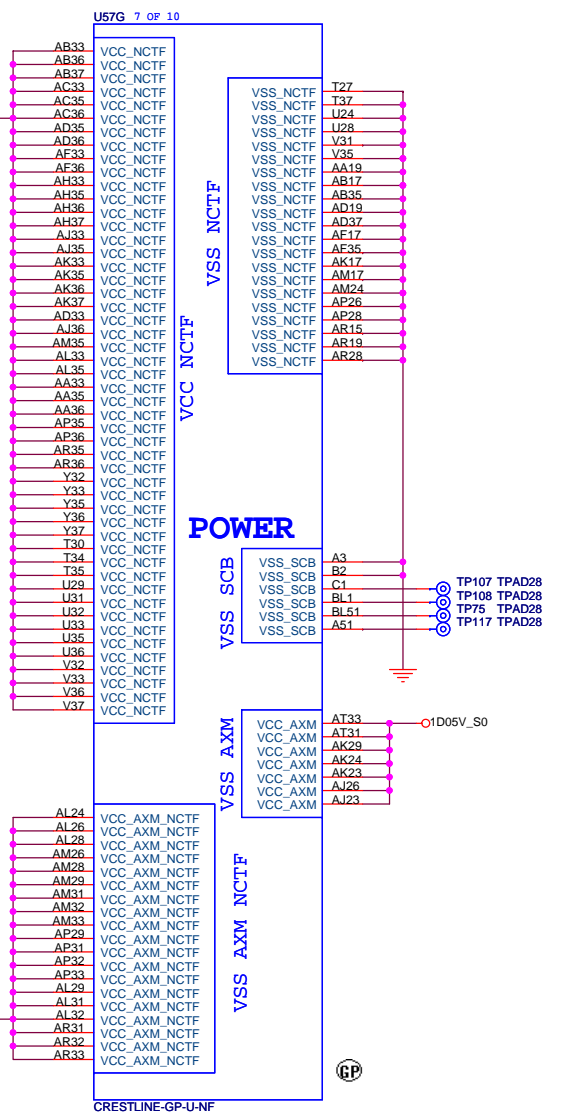 U57G 7 OF 10
AB33 VCC_NCTF
AB36 VCC_NCTF
AB37 VCC_NCTF
AC33 VCC_NCTF
AC35 VCC_NCTF
AC36 VCC_NCTF
AD35 VCC_NCTF
AD36 VCC_NCTF
AF33 VCC_NCTF
AF36 VCC_NCTF
AH33 VCC_NCTF
AH35 VCC_NCTF
AH36 VCC_NCTF
AH37 VCC_NCTF
AJ33 VCC_NCTF
AJ35 VCC_NCTF
AK33 VCC_NCTF
AK35 VCC_NCTF
AK36 VCC_NCTF
AK37 VCC_NCTF
AD33 VCC_NCTF
AJ36 VCC_NCTF
AM35 VCC_NCTF
AL33 VCC_NCTF
AL35 VCC_NCTF
AA33 VCC_NCTF
AA35 VCC_NCTF
AA36 VCC_NCTF
AP35 VCC_NCTF
AP36 VCC_NCTF
AR35 VCC_NCTF
AR36 VCC_NCTF
Y32 VCC_NCTF
Y33 VCC_NCTF
Y35 VCC_NCTF
Y36 VCC_NCTF
Y37 VCC_NCTF
T30 VCC_NCTF
T34 VCC_NCTF
T35 VCC_NCTF
U29 VCC_NCTF
U31 VCC_NCTF
U32 VCC_NCTF
U33 VCC_NCTF
U35 VCC_NCTF
U36 VCC_NCTF
V32 VCC_NCTF
V33 VCC_NCTF
V36 VCC_NCTF
V37 VCC_NCTF
VCC NCTF
VSS NCTF
VSS_NCTF T27
VSS_NCTF T37
VSS_NCTF U24
VSS_NCTF U28
VSS_NCTF V31
VSS_NCTF V35
VSS_NCTF AA19
VSS_NCTF AB17
VSS_NCTF AB35
VSS_NCTF AD19
VSS_NCTF AD37
VSS_NCTF AF17
VSS_NCTF AF35
VSS_NCTF AK17
VSS_NCTF AM17
VSS_NCTF AM24
VSS_NCTF AP26
VSS_NCTF AP28
VSS_NCTF AR15
VSS_NCTF AR19
VSS_NCTF AR28
POWER
VSS SCB
VSS_SCB A3
VSS_SCB B2
VSS_SCB C1 TP107 TPAD28
VSS_SCB BL1 TP108 TPAD28
VSS_SCB BL51 TP75 TPAD28
VSS_SCB A51 TP117 TPAD28
VSS AXM
VCC_AXM AT33 1D05V_S0
VCC_AXM AT31
VCC_AXM AK29
VCC_AXM AK24
VCC_AXM AK23
VCC_AXM AJ26
VCC_AXM AJ23
AL24 VCC_AXM_NCTF
AL26 VCC_AXM_NCTF
AL28 VCC_AXM_NCTF
AM26 VCC_AXM_NCTF
AM28 VCC_AXM_NCTF
AM29 VCC_AXM_NCTF
AM31 VCC_AXM_NCTF
AM32 VCC_AXM_NCTF
AM33 VCC_AXM_NCTF
AP29 VCC_AXM_NCTF
AP31 VCC_AXM_NCTF
AP32 VCC_AXM_NCTF
AP33 VCC_AXM_NCTF
AL29 VCC_AXM_NCTF
AL31 VCC_AXM_NCTF
AL32 VCC_AXM_NCTF
AR31 VCC_AXM_NCTF
AR32 VCC_AXM_NCTF
AR33 VCC_AXM_NCTF
VSS AXM NCTF
GP
CRESTLINE-GP-U-NF